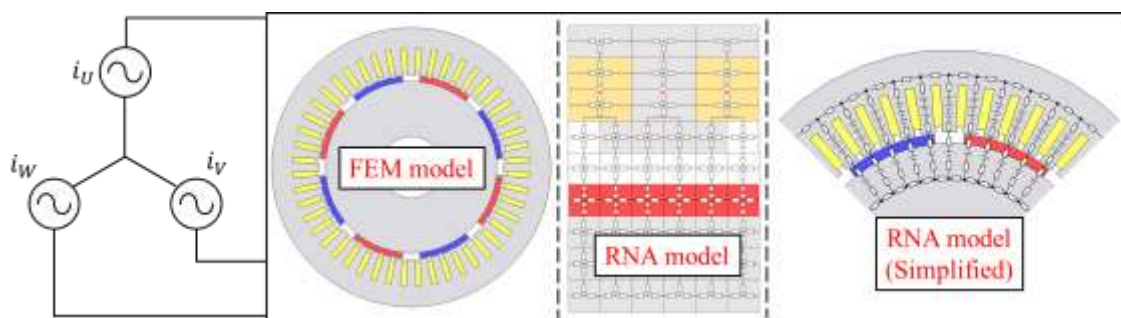 i_U
i_W
i_V
FEM model
RNA model
RNA model
(Simplified)